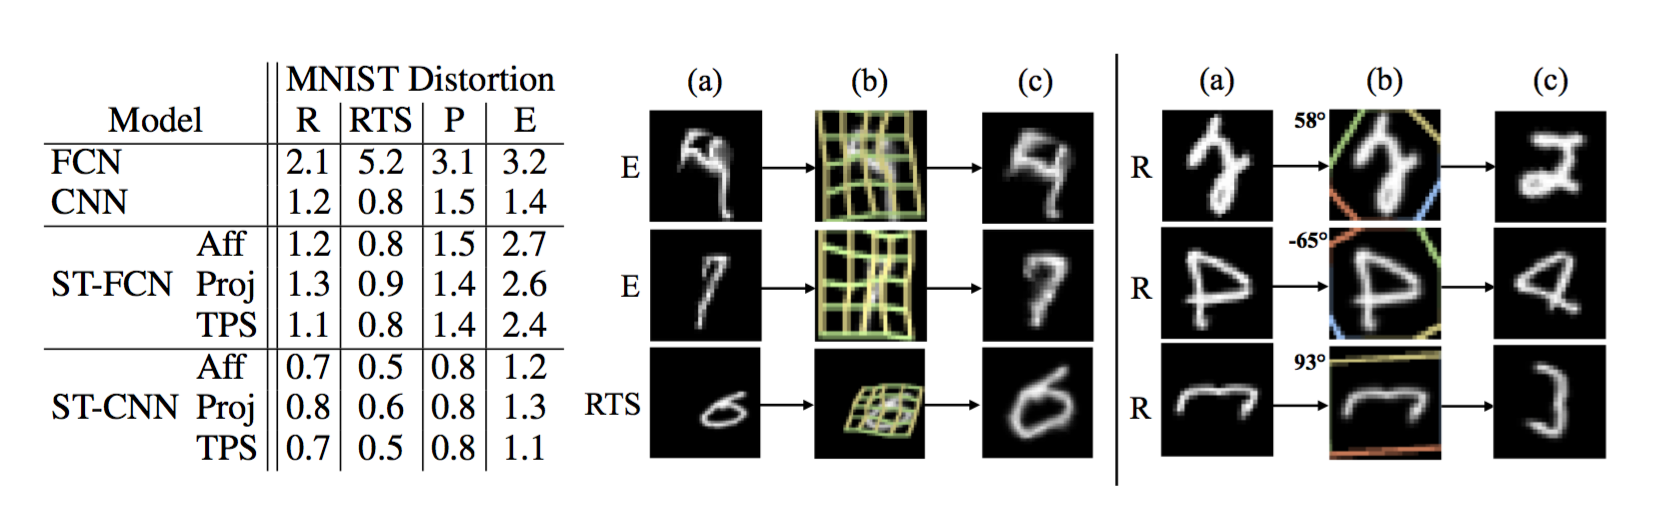 MNIST Distortion
Model R RTS P E
FCN 2.1 5.2 3.1 3.2
CNN 1.2 0.8 1.5 1.4
Aff 1.2 0.8 1.5 2.7
ST-FCN Proj 1.3 0.9 1.4 2.6
TPS 1.1 0.8 1.4 2.4
Aff 0.7 0.5 0.8 1.2
ST-CNN Proj 0.8 0.6 0.8 1.3
TPS 0.7 0.5 0.8 1.1
(a) (b) (c)
E
E
RTS
(a) (b) (c)
R 58°
R -65°
R 93°